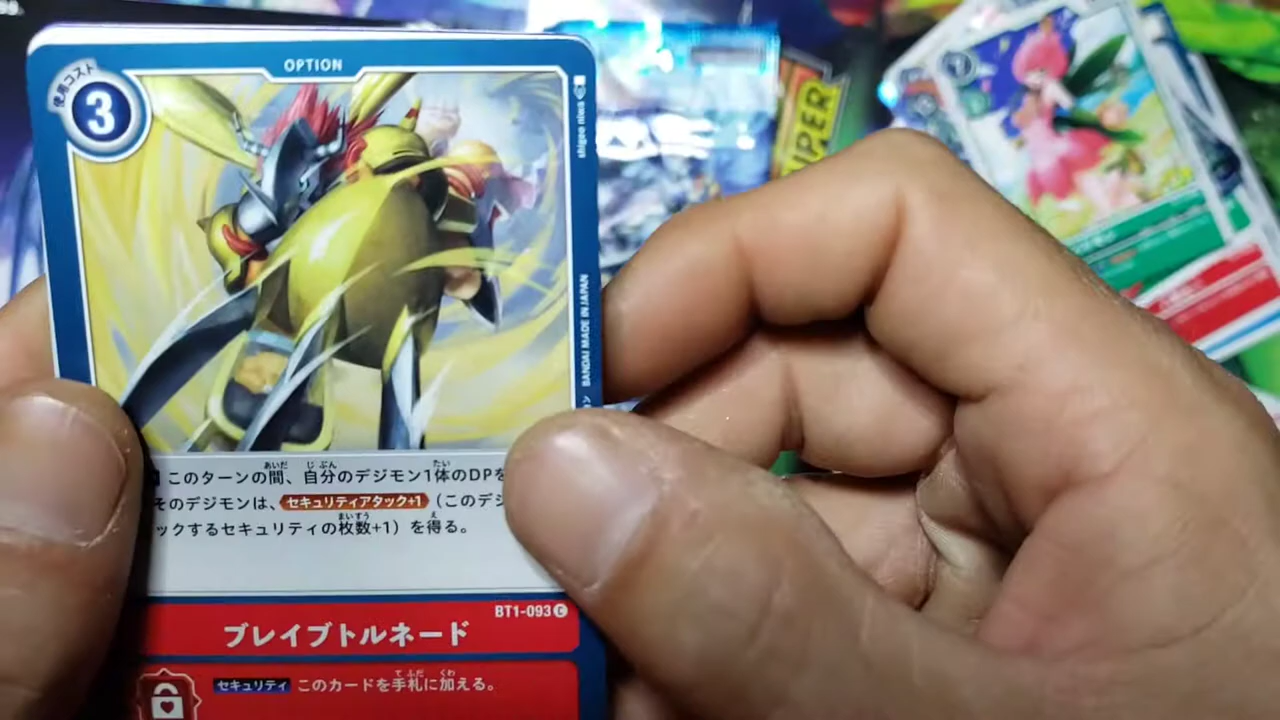 OPTION
使用コスト
3
shigeo niwa
BANDAI MADE IN JAPAN
このターンの間、自分のデジモン1体のDPを
そのデジモンは、セキュリティアタック+1（このデジ
ックするセキュリティの枚数+1）を得る。
BT1-093 C
ブレイブトルネード
セキュリティ このカードを手札に加える。
SUPER